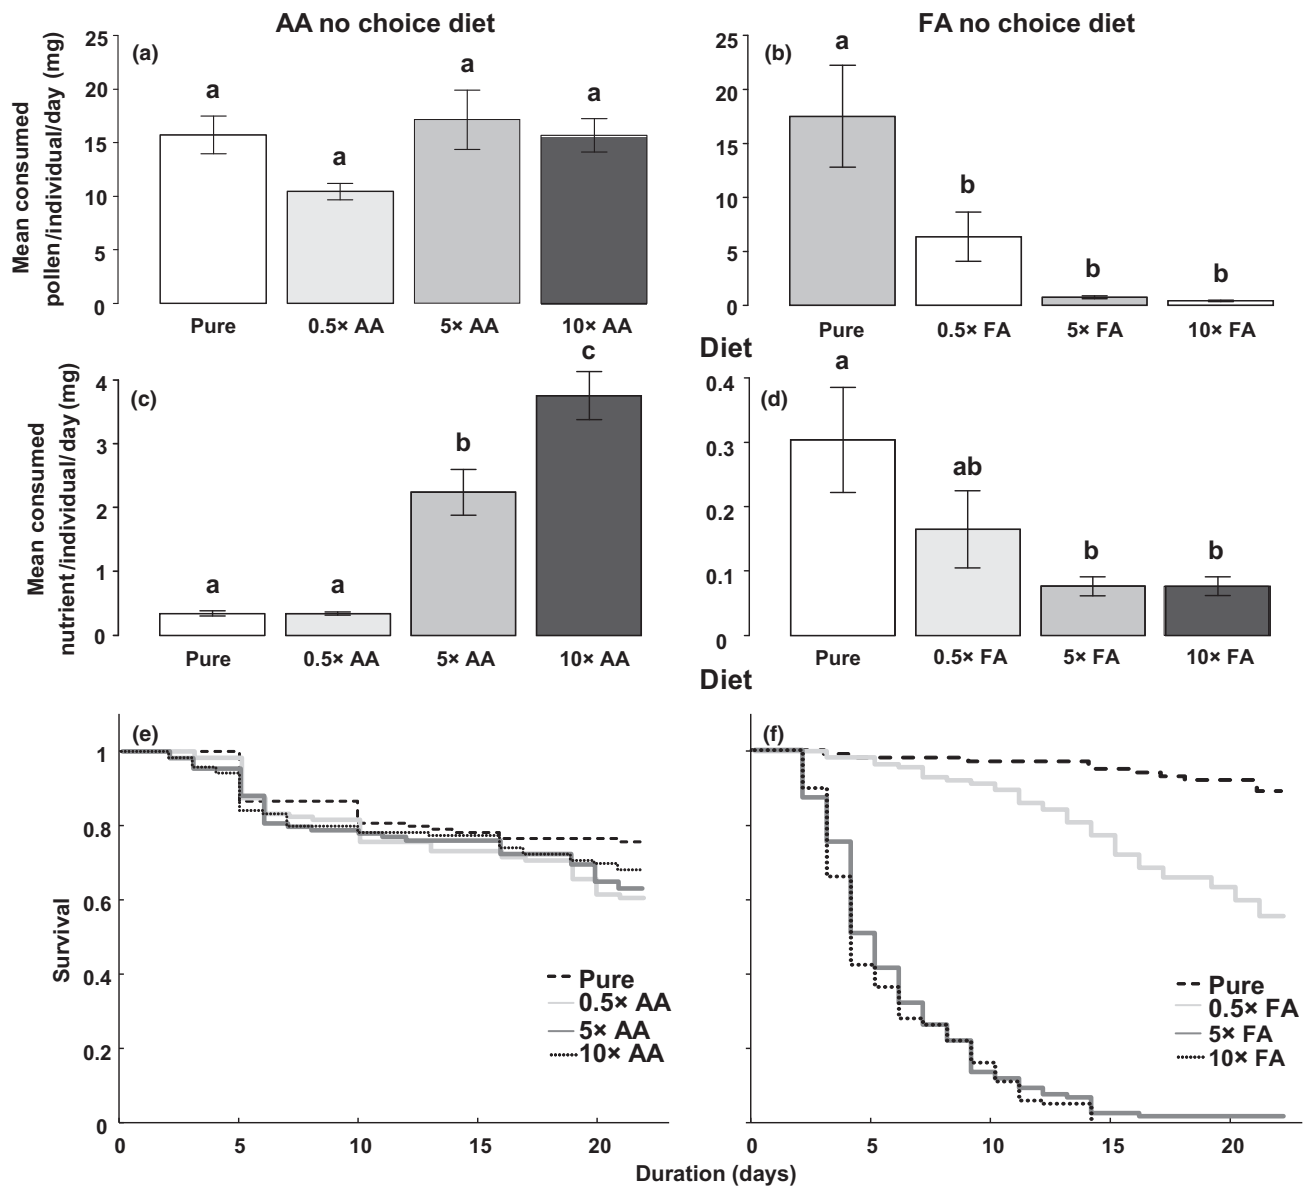 AA no choice diet
FA no choice diet
Mean consumed
pollen/individual/day (mg)
25
20
15
10
5
0
(a)
a
a
a
a
Pure
0.5× AA
5× AA
10× AA
25
20
15
10
5
0
(b)
a
b
b
b
Pure
0.5× FA
5× FA
10× FA
Diet
Mean consumed
nutrient/individual/day (mg)
4
3
2
1
0
(c)
a
a
b
c
Pure
0.5× AA
5× AA
10× AA
0.4
0.3
0.2
0.1
0
(d)
a
ab
b
b
Pure
0.5× FA
5× FA
10× FA
Diet
Survival
1
0.8
0.6
0.4
0.2
0
(e)
Pure
0.5× AA
5× AA
10× AA
0
5
10
15
20
(f)
Pure
0.5× FA
5× FA
10× FA
0
5
10
15
20
Duration (days)